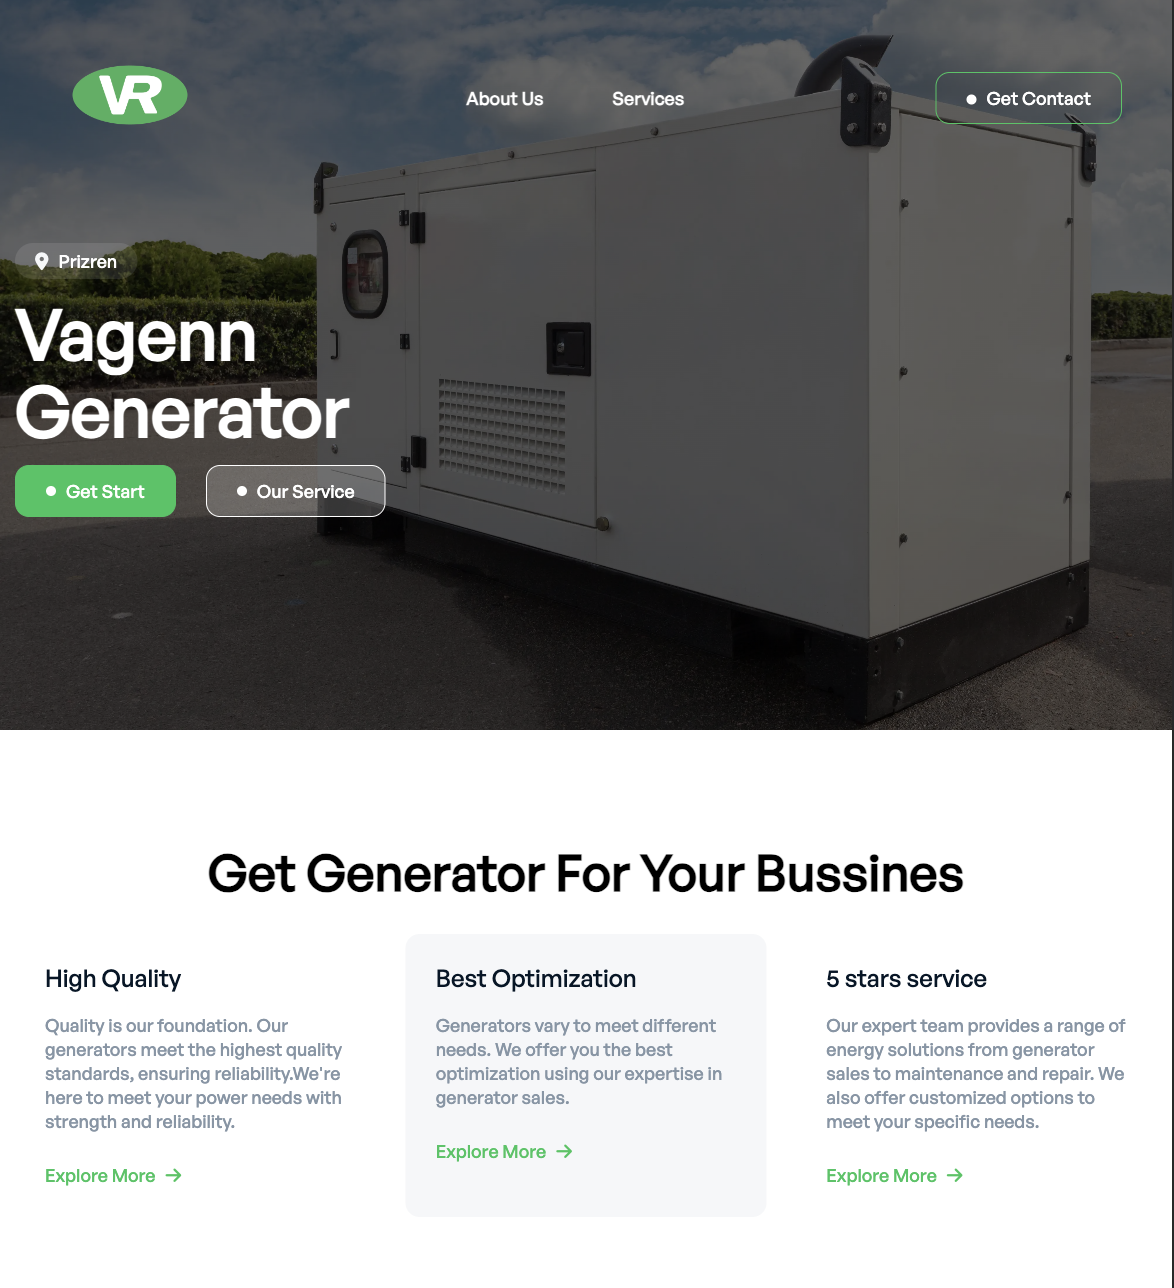 VR
About Us
Services
Get Contact
Prizren
Vagenn
Generator
Get Start
Our Service
Get Generator For Your Bussines
High Quality
Quality is our foundation. Our
generators meet the highest quality
standards, ensuring reliability.We're
here to meet your power needs with
strength and reliability.
Explore More
Best Optimization
Generators vary to meet different
needs. We offer you the best
optimization using our expertise in
generator sales.
Explore More
5 stars service
Our expert team provides a range of
energy solutions from generator
sales to maintenance and repair. We
also offer customized options to
meet your specific needs.
Explore More